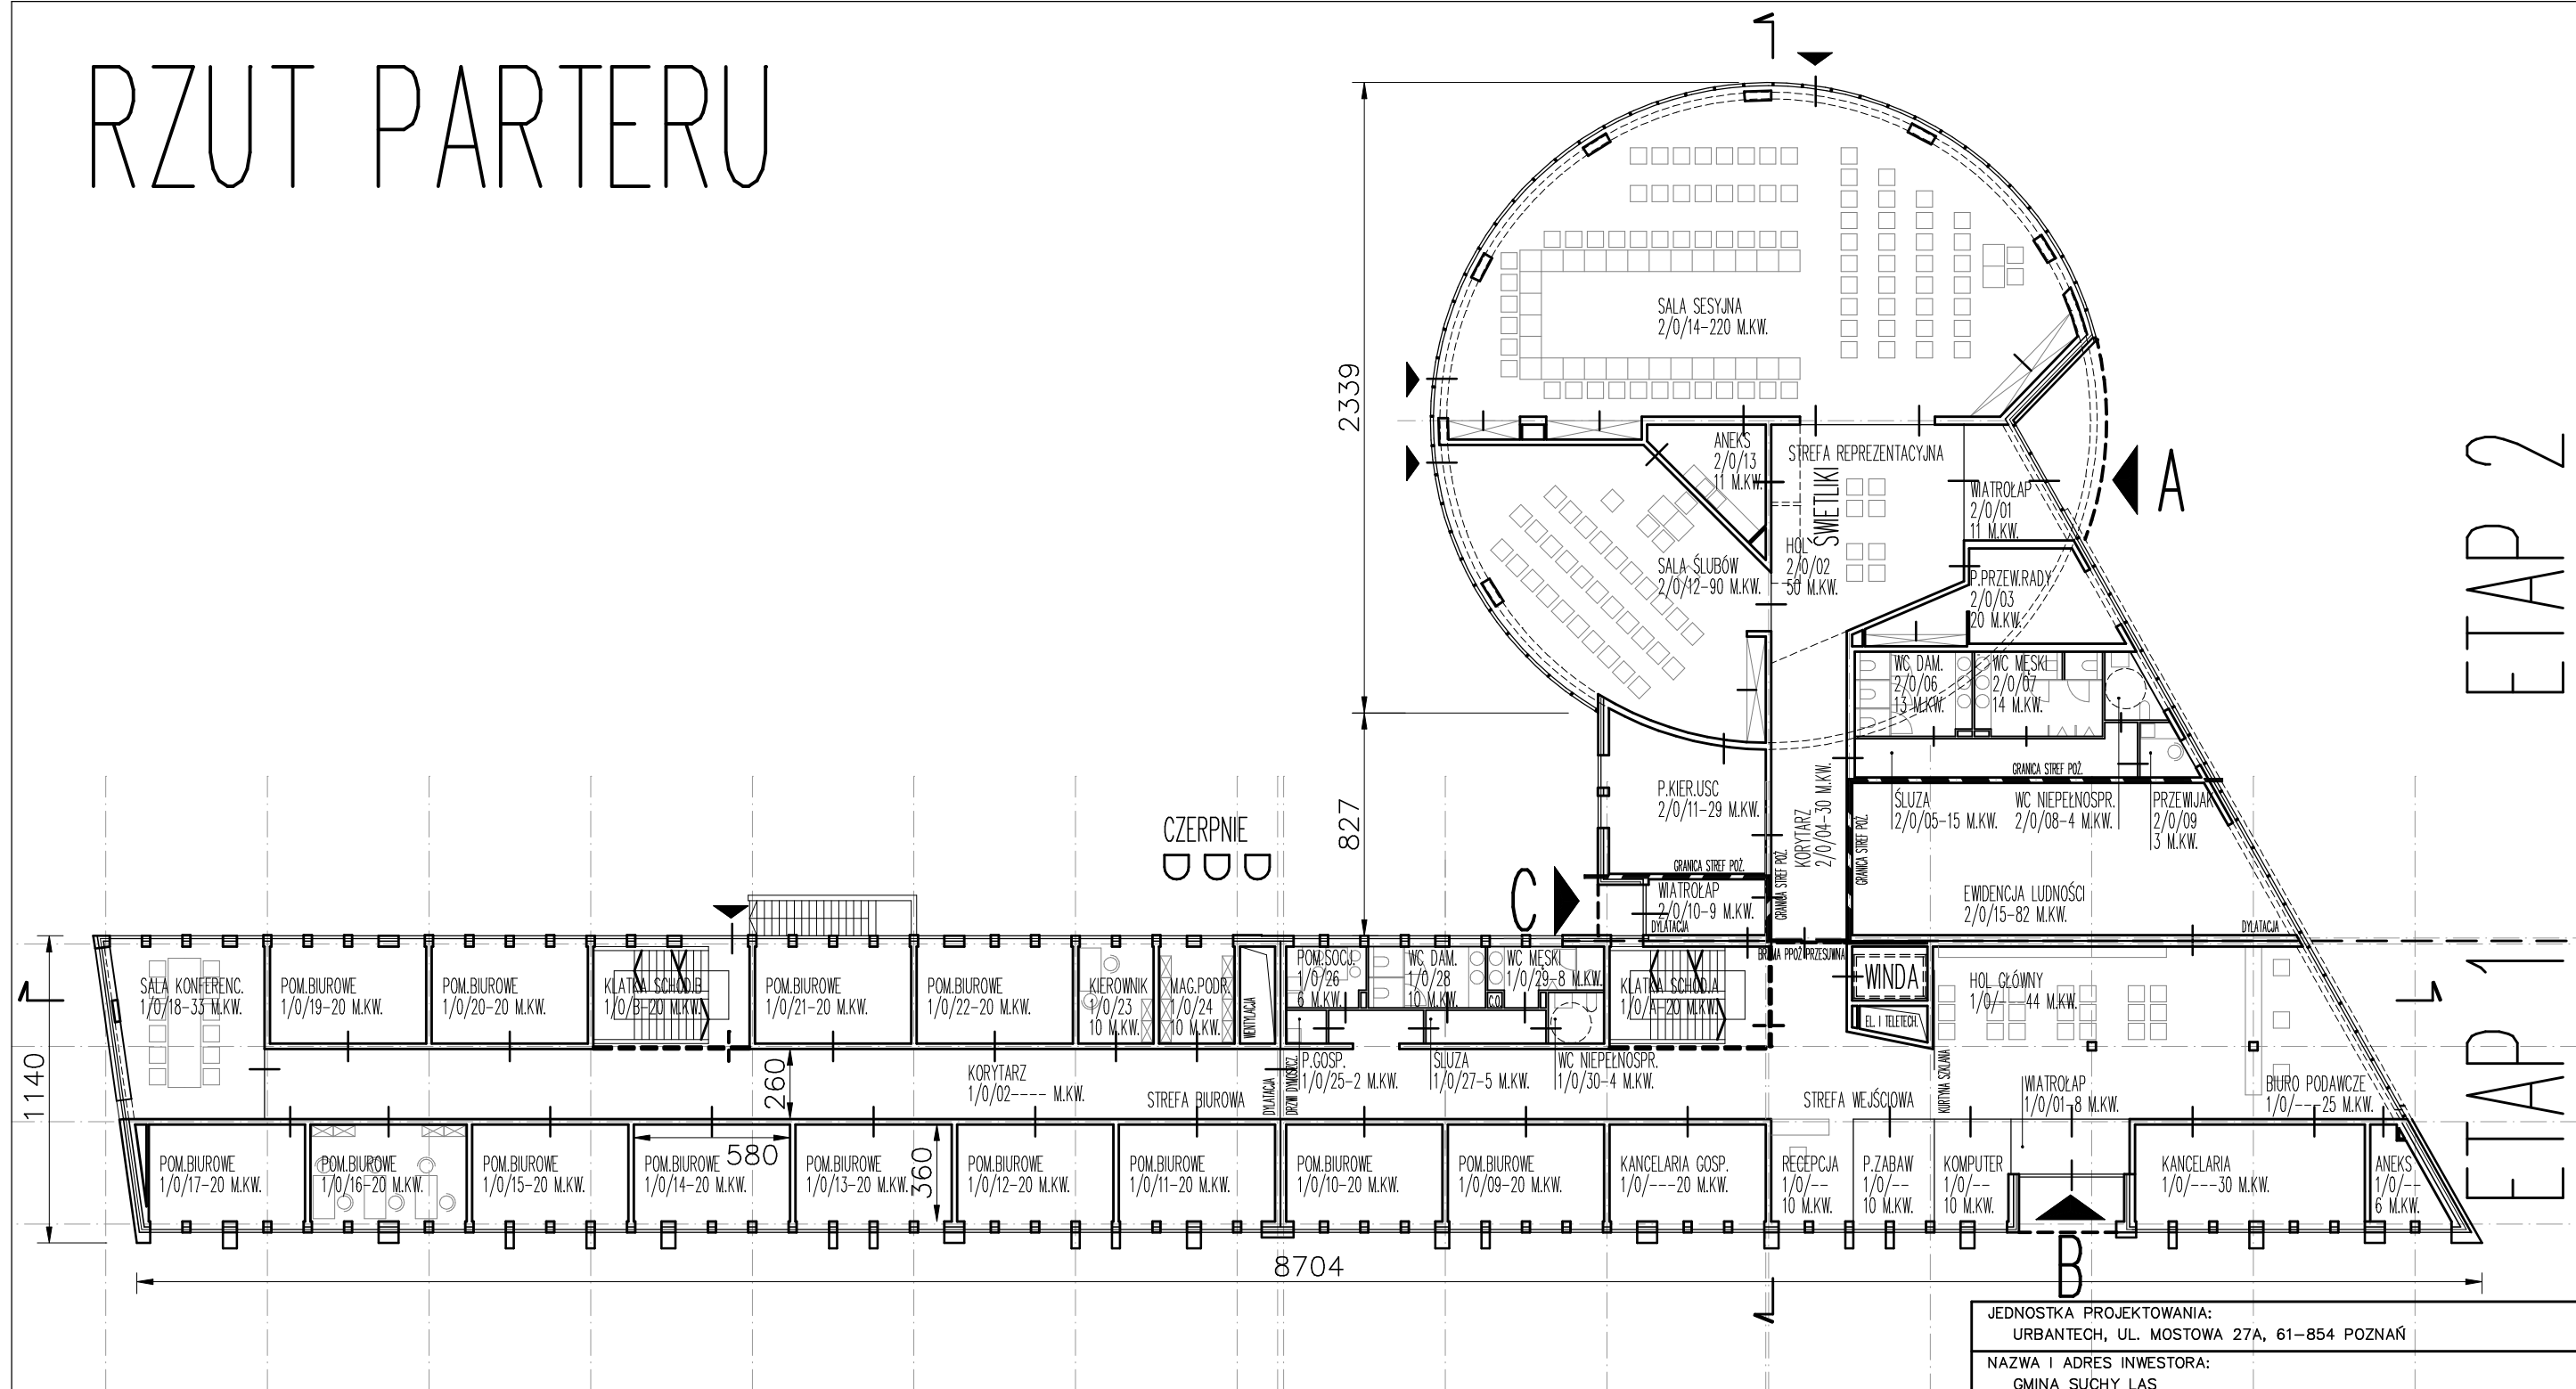 RZUT PARTERU
1
2339
SALA SESYJNA
2/0/14-220 M.KW.
ANEKS
2/0/13
11 M.KW.
STREFA REPREZENTACYJNA
ŚWIETLIKI
WIATROŁAP
2/0/01
11 M.KW.
A
ETAP 2
SALA ŚLUBÓW
2/0/12-90 M.KW.
HOL
2/0/02
50 M.KW.
P.PRZEW.RADY
2/0/03
20 M.KW.
WC DAM.
2/0/06
13 M.KW.
WC MĘSKI
2/0/07
14 M.KW.
GRANICA STREF POŻ.
827
P.KIER.USC
2/0/11-29 M.KW.
KORYTARZ
2/0/04-30 M.KW.
ŚLUZA
2/0/05-15 M.KW.
WC NIEPEŁNOSPR.
2/0/08-4 M.KW.
PRZEWIJAK
2/0/09
3 M.KW.
CZERPNIE
GRANICA STREF POŻ.
GRANICA STREF POŻ.
GRANICA STREF POŻ.
C
WIATROŁAP
2/0/10-9 M.KW.
DYLATACJA
EWIDENCJA LUDNOŚCI
2/0/15-82 M.KW.
DYLATACJA
BRAMA PPOŻ PRZESUWNA
1
SALA KONFERENC.
1/0/18-33 M.KW.
POM.BIUROWE
1/0/19-20 M.KW.
POM.BIUROWE
1/0/20-20 M.KW.
KLATKA SCHOD.B
1/0/B-20 M.KW.
POM.BIUROWE
1/0/21-20 M.KW.
POM.BIUROWE
1/0/22-20 M.KW.
KIEROWNIK
1/0/23
10 M.KW.
MAG.PODR.
1/0/24
10 M.KW.
WENTYLACJA
POM.SOCJ.
1/0/26
6 M.KW.
WC DAM.
1/0/28
10 M.KW.
WC MĘSKI
1/0/29-8 M.KW.
C.O.
KLATKA SCHOD.A
1/0/A-20 M.KW.
WINDA
EL. I TELETECH.
HOL GŁÓWNY
1/0/---44 M.KW.
1
ETAP 1
1140
260
KORYTARZ
1/0/02---- M.KW.
STREFA BIUROWA
DYLATACJA
DRZWI DYMOSZCZ.
P.GOSP.
1/0/25-2 M.KW.
ŚLUZA
1/0/27-5 M.KW.
WC NIEPEŁNOSPR.
1/0/30-4 M.KW.
STREFA WEJŚCIOWA
KURTYNA SZKLANA
WIATROŁAP
1/0/01-8 M.KW.
BIURO PODAWCZE
1/0/---25 M.KW.
POM.BIUROWE
1/0/17-20 M.KW.
POM.BIUROWE
1/0/16-20 M.KW.
POM.BIUROWE
1/0/15-20 M.KW.
POM.BIUROWE
1/0/14-20 M.KW.
580
POM.BIUROWE
1/0/13-20 M.KW.
360
POM.BIUROWE
1/0/12-20 M.KW.
POM.BIUROWE
1/0/11-20 M.KW.
POM.BIUROWE
1/0/10-20 M.KW.
POM.BIUROWE
1/0/09-20 M.KW.
KANCELARIA GOSP.
1/0/---20 M.KW.
RECEPCJA
1/0/--
10 M.KW.
P.ZABAW
1/0/--
10 M.KW.
KOMPUTER
1/0/--
10 M.KW.
KANCELARIA
1/0/---30 M.KW.
ANEKS
1/0/--
6 M.KW.
B
8704
1
JEDNOSTKA PROJEKTOWANIA:
URBANTECH, UL. MOSTOWA 27A, 61-854 POZNAŃ
NAZWA I ADRES INWESTORA:
GMINA SUCHY LAS